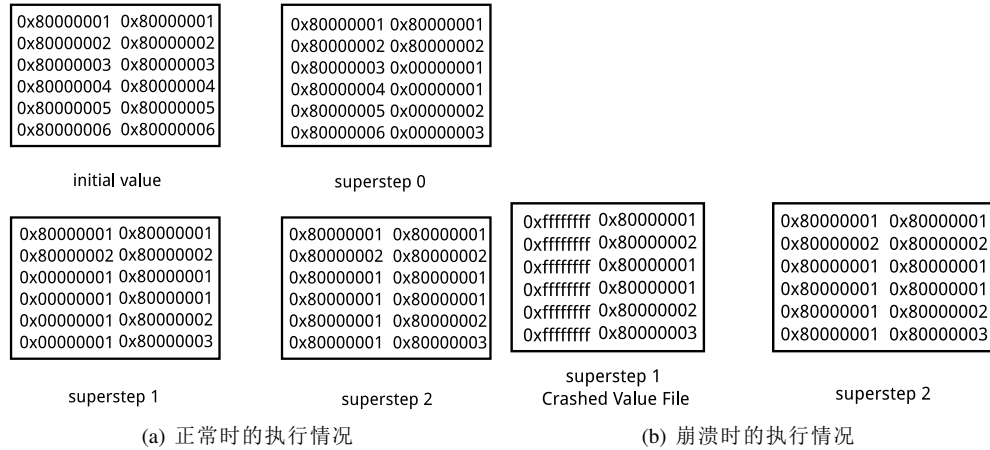 0x80000001 0x80000001
0x80000002 0x80000002
0x80000003 0x80000003
0x80000004 0x80000004
0x80000005 0x80000005
0x80000006 0x80000006
initial value
0x80000001 0x80000001
0x80000002 0x80000002
0x80000003 0x00000001
0x80000004 0x00000001
0x80000005 0x00000002
0x80000006 0x00000003
superstep 0
0x80000001 0x80000001
0x80000002 0x80000002
0x00000001 0x80000001
0x00000001 0x80000001
0x00000001 0x80000002
0x00000001 0x80000003
superstep 1
0x80000001 0x80000001
0x80000002 0x80000002
0x80000001 0x80000001
0x80000001 0x80000001
0x80000001 0x80000002
0x80000001 0x80000003
superstep 2
(a) 正常时的执行情况
0xffffffff 0x80000001
0xffffffff 0x80000002
0xffffffff 0x80000001
0xffffffff 0x80000001
0xffffffff 0x80000002
0xffffffff 0x80000003
superstep 1
Crashed Value File
0x80000001 0x80000001
0x80000002 0x80000002
0x80000001 0x80000001
0x80000001 0x80000001
0x80000001 0x80000002
0x80000001 0x80000003
superstep 2
(b) 崩溃时的执行情况